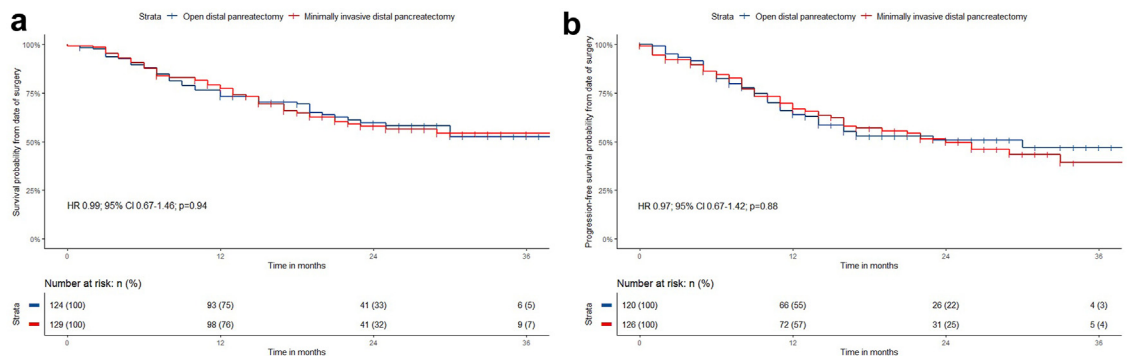 a
Strata Open distal panreatectomy Minimally invasive distal pancreatectomy
Survival probability from date of surgery
100%
75%
50%
25%
0%
HR 0.99; 95% CI 0.67-1.46; p=0.94
0 12 24 36
Time in months
Number at risk: n (%)
Strata
124 (100) 93 (75) 41 (33) 6 (5)
129 (100) 98 (76) 41 (32) 9 (7)
0 12 24 36
Time in months
b
Strata Open distal panreatectomy Minimally invasive distal pancreatectomy
Progression-free survival probability from date of surgery
100%
75%
50%
25%
0%
HR 0.97; 95% CI 0.67-1.42; p=0.88
0 12 24 36
Time in months
Number at risk: n (%)
Strata
120 (100) 66 (55) 26 (22) 4 (3)
126 (100) 72 (57) 31 (25) 5 (4)
0 12 24 36
Time in months